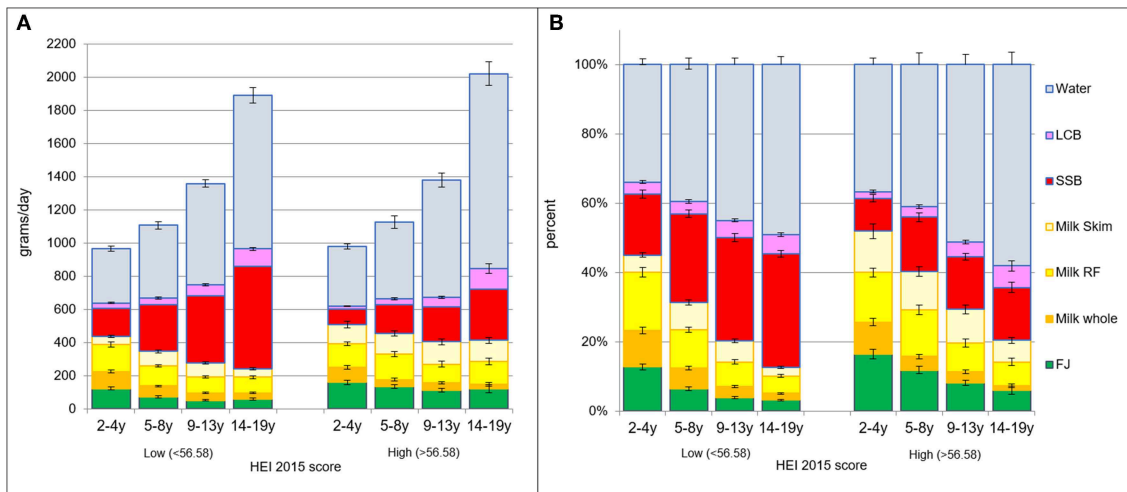 A
2200
2000
1800
1600
1400
1200
1000
800
600
400
200
0
grams/day
2-4y 5-8y 9-13y 14-19y 2-4y 5-8y 9-13y 14-19y
Low (<56.58) High (>56.58)
HEI 2015 score
B
100%
80%
60%
40%
20%
0%
percent
2-4y 5-8y 9-13y 14-19y 2-4y 5-8y 9-13y 14-19y
Low (<56.58) High (>56.58)
HEI 2015 score
Water
LCB
SSB
Milk Skim
Milk RF
Milk whole
FJ